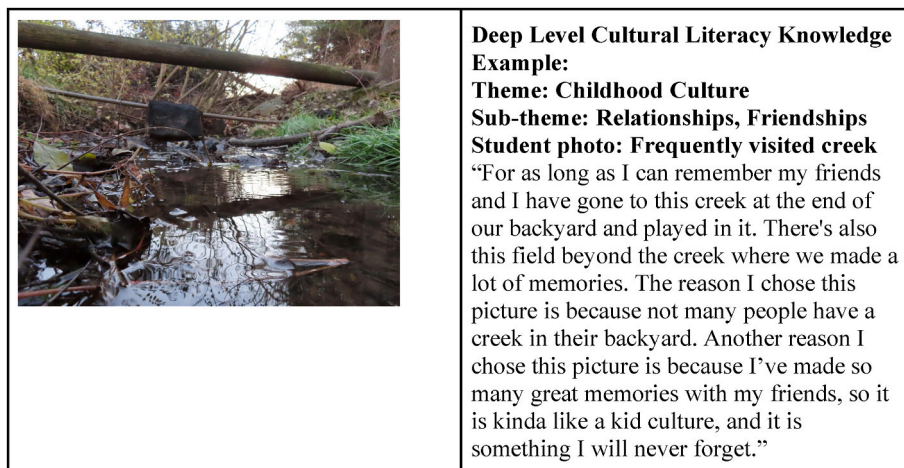 Deep Level Cultural Literacy Knowledge
Example:
Theme: Childhood Culture
Sub-theme: Relationships, Friendships
Student photo: Frequently visited creek
“For as long as I can remember my friends
and I have gone to this creek at the end of
our backyard and played in it. There's also
this field beyond the creek where we made a
lot of memories. The reason I chose this
picture is because not many people have a
creek in their backyard. Another reason I
chose this picture is because I’ve made so
many great memories with my friends, so it
is kinda like a kid culture, and it is
something I will never forget.”